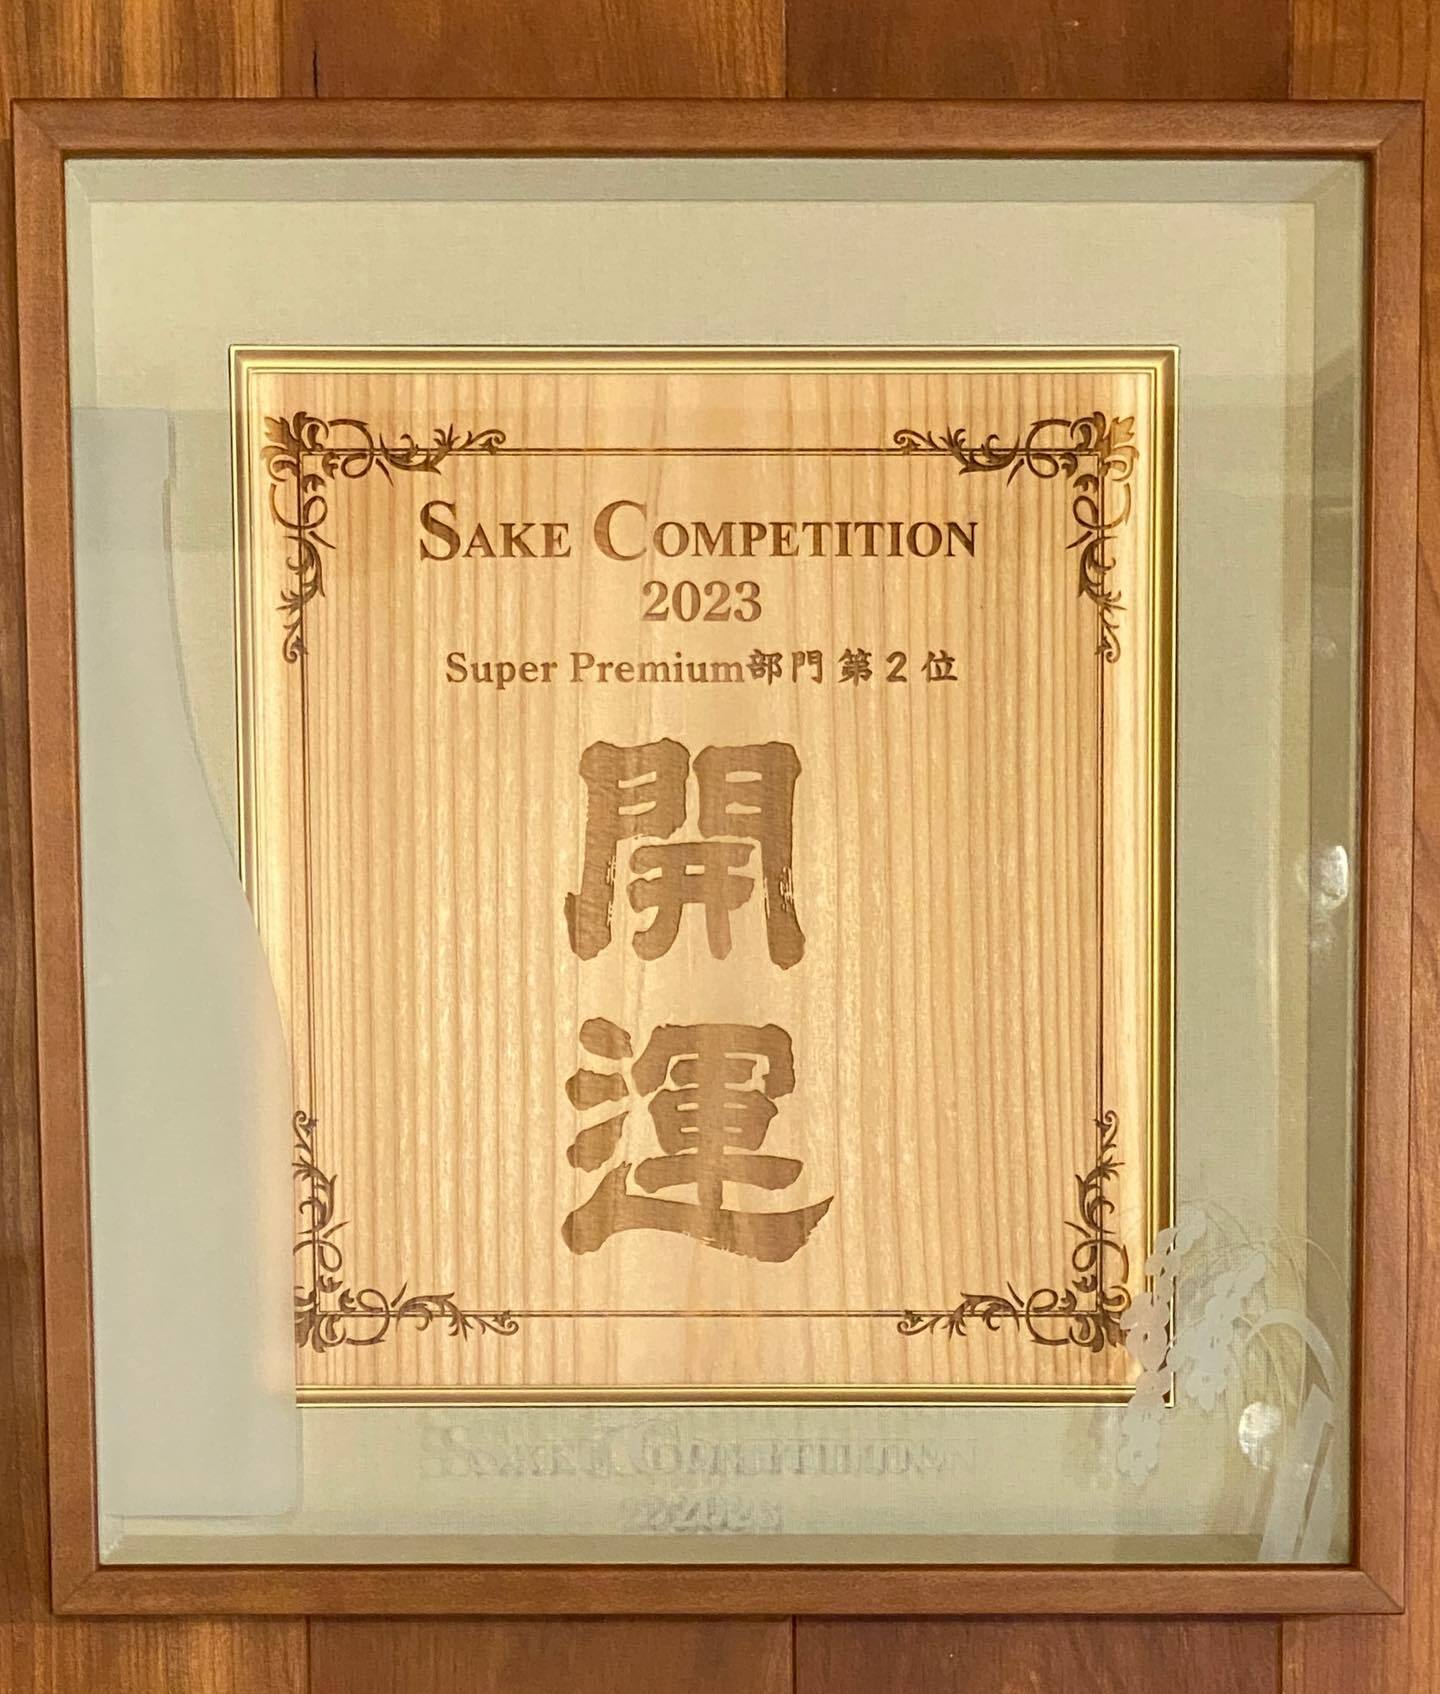 SAKE COMPETITION
2023
Super Premium部門 第2位
開運